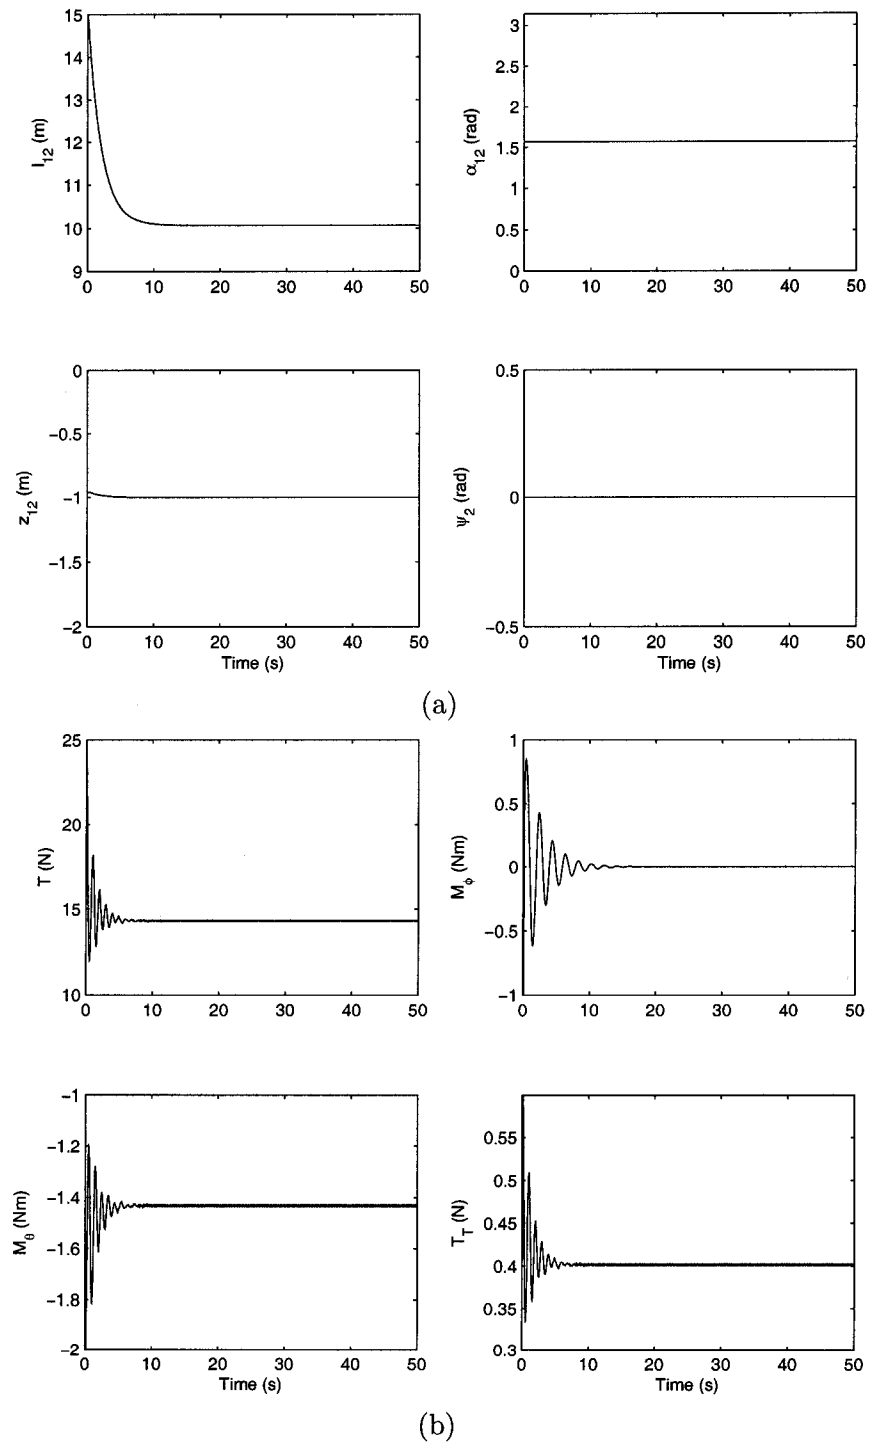 15
14
13
12
11
10
9
l12 (m)
0 10 20 30 40 50
3
2.5
2
1.5
1
0.5
0
α12 (rad)
0 10 20 30 40 50
0
−0.5
−1
−1.5
−2
z12 (m)
0 10 20 30 40 50
Time (s)
0.5
0
−0.5
ψ2 (rad)
0 10 20 30 40 50
Time (s)
(a)
25
20
15
10
T (N)
0 10 20 30 40 50
1
0.5
0
−0.5
−1
Mϕ (Nm)
0 10 20 30 40 50
−1
−1.2
−1.4
−1.6
−1.8
−2
Mθ (Nm)
0 10 20 30 40 50
Time (s)
0.55
0.5
0.45
0.4
0.35
0.3
TT (N)
0 10 20 30 40 50
Time (s)
(b)